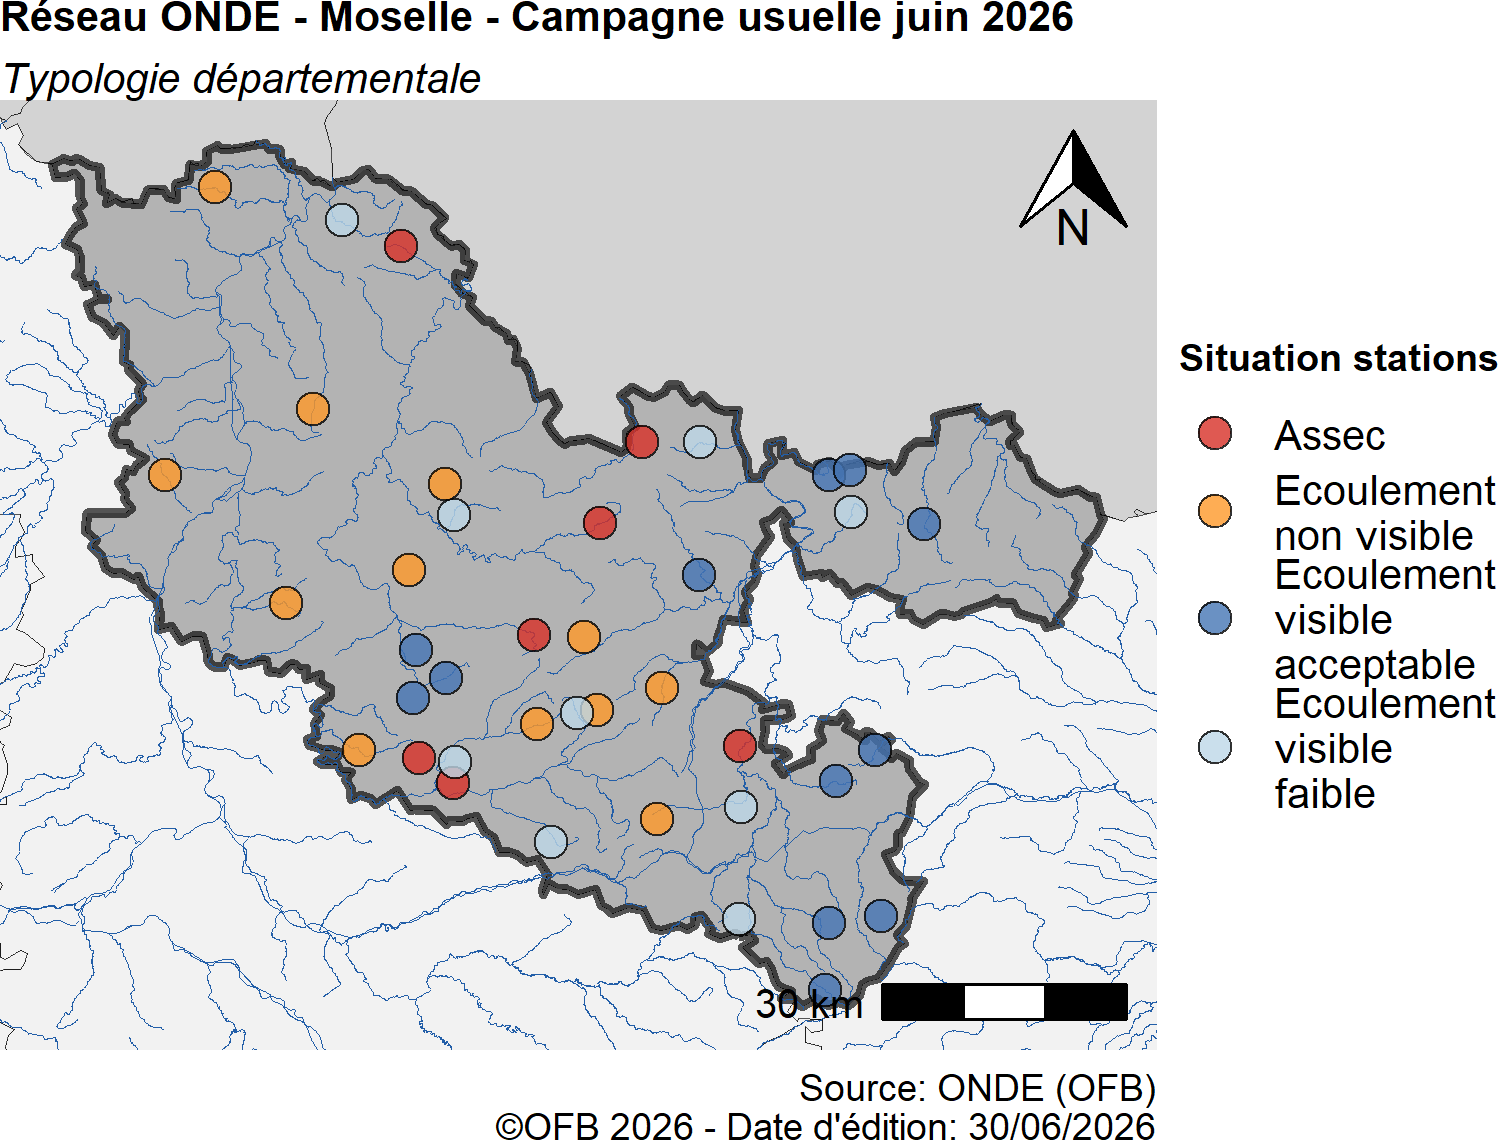 Réseau ONDE - Moselle - Campagne usuelle juin 2026
Typologie départementale
N
Situation stations
Assec
Ecoulement
non visible
Ecoulement
visible
acceptable
Ecoulement
visible
faible
30 km
Source: ONDE (OFB)
©OFB 2026 - Date d'édition: 30/06/2026